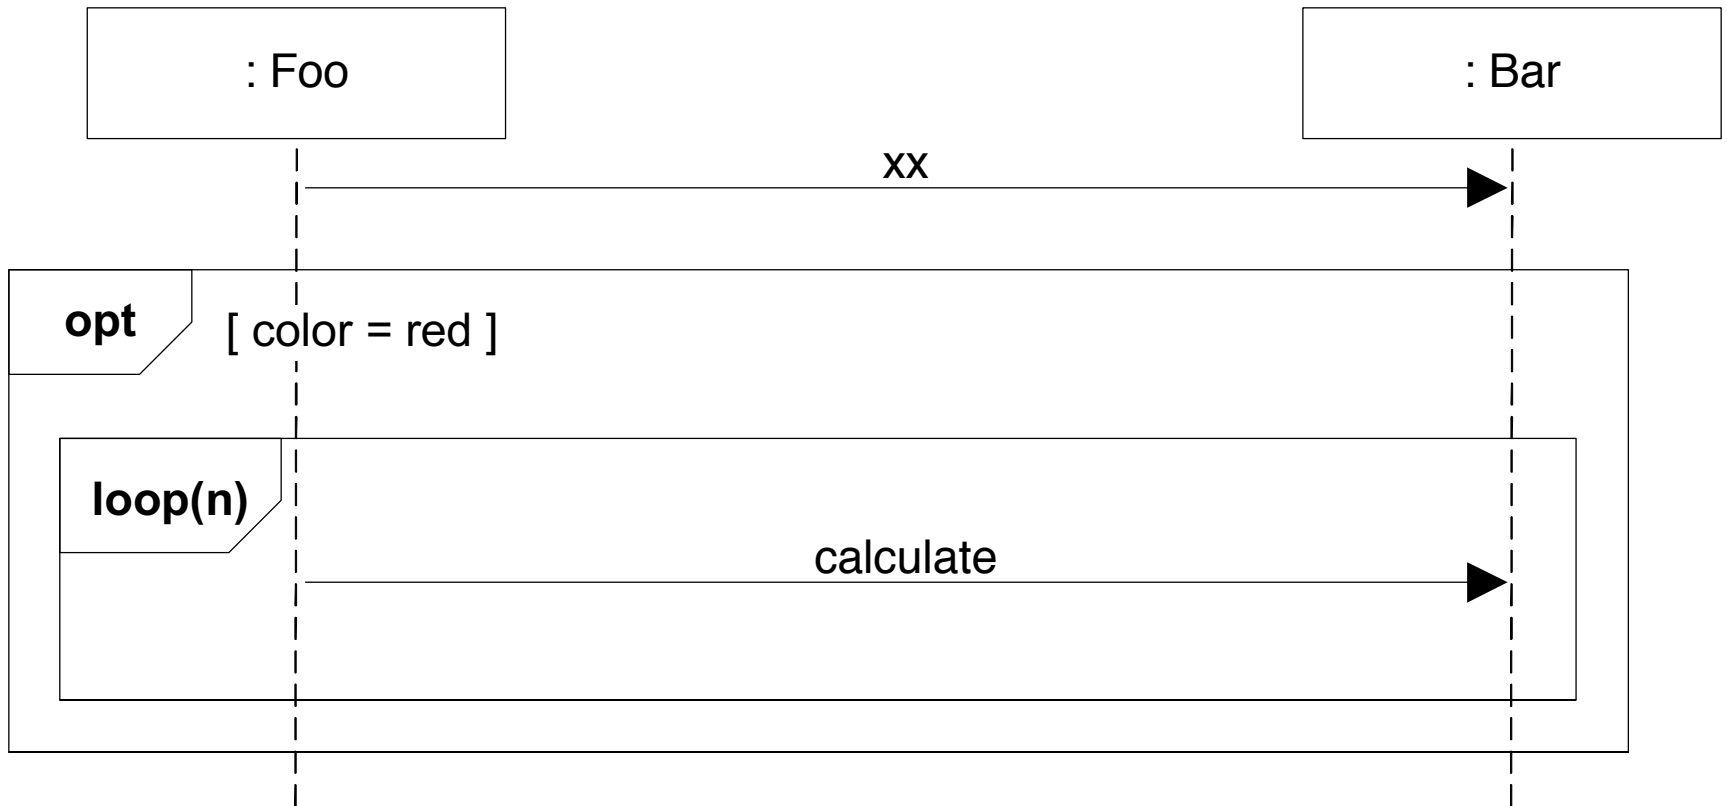 : Foo
: Bar
xx
opt
[ color = red ]
loop(n)
calculate